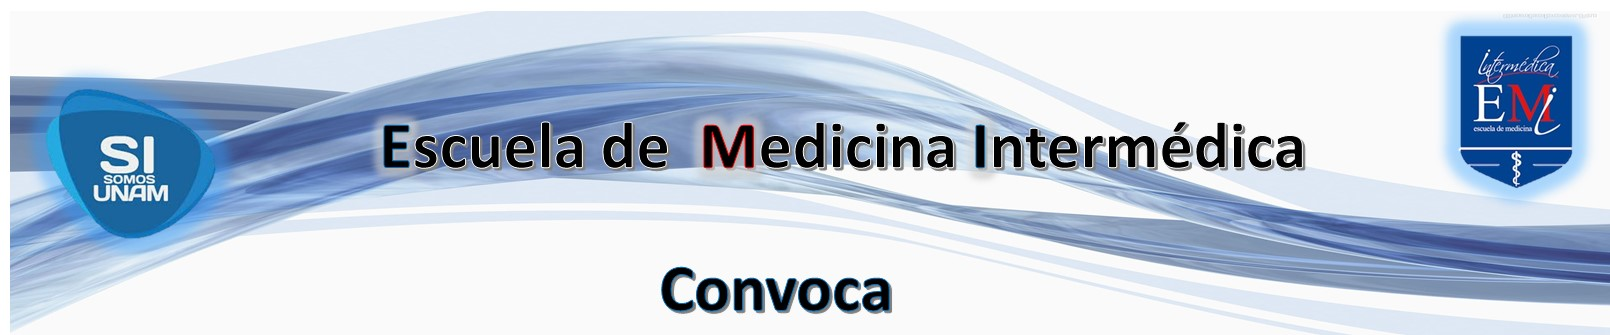 Intermédica
EMi
escuela de medicina
SI
SOMOS
UNAM
Escuela de Medicina Intermédica
Convoca